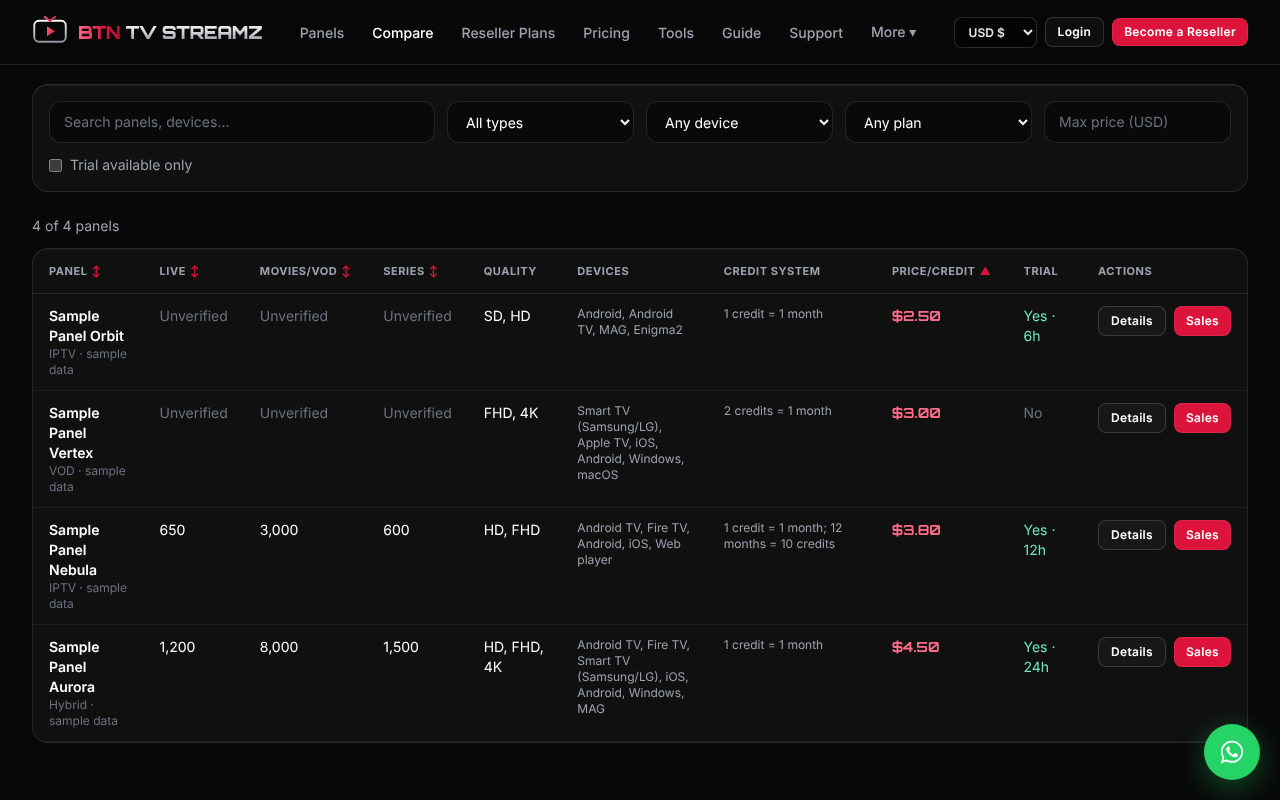 BTN TV STREAMZ
Panels
Compare
Reseller Plans
Pricing
Tools
Guide
Support
More ▾
USD $
Login
Become a Reseller
Search panels, devices...
All types
Any device
Any plan
Max price (USD)
Trial available only
4 of 4 panels
PANEL ↕
LIVE ↕
MOVIES/VOD ↕
SERIES ↕
QUALITY
DEVICES
CREDIT SYSTEM
PRICE/CREDIT ▲
TRIAL
ACTIONS
Sample
Panel Orbit
IPTV · sample
data
Unverified
Unverified
Unverified
SD, HD
Android, Android
TV, MAG, Enigma2
1 credit = 1 month
$2.50
Yes ·
6h
Details
Sales
Sample
Panel
Vertex
VOD · sample
data
Unverified
Unverified
Unverified
FHD, 4K
Smart TV
(Samsung/LG),
Apple TV, iOS,
Android, Windows,
macOS
2 credits = 1 month
$3.00
No
Details
Sales
Sample
Panel
Nebula
IPTV · sample
data
650
3,000
600
HD, FHD
Android TV, Fire TV,
Android, iOS, Web
player
1 credit = 1 month; 12
months = 10 credits
$3.80
Yes ·
12h
Details
Sales
Sample
Panel
Aurora
Hybrid ·
sample data
1,200
8,000
1,500
HD, FHD,
4K
Android TV, Fire TV,
Smart TV
(Samsung/LG), iOS,
Android, Windows,
MAG
1 credit = 1 month
$4.50
Yes ·
24h
Details
Sales